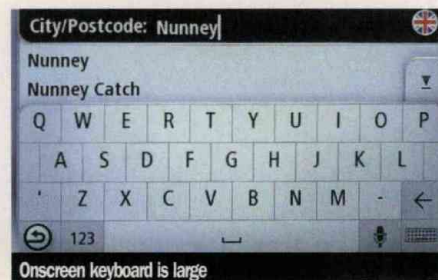 City/Postcode: Nunney
Nunney
Nunney Catch
Q W E R T Y U I O P
A S D F G H J K L
' Z X C V B N M - ←
123
Onscreen keyboard is large